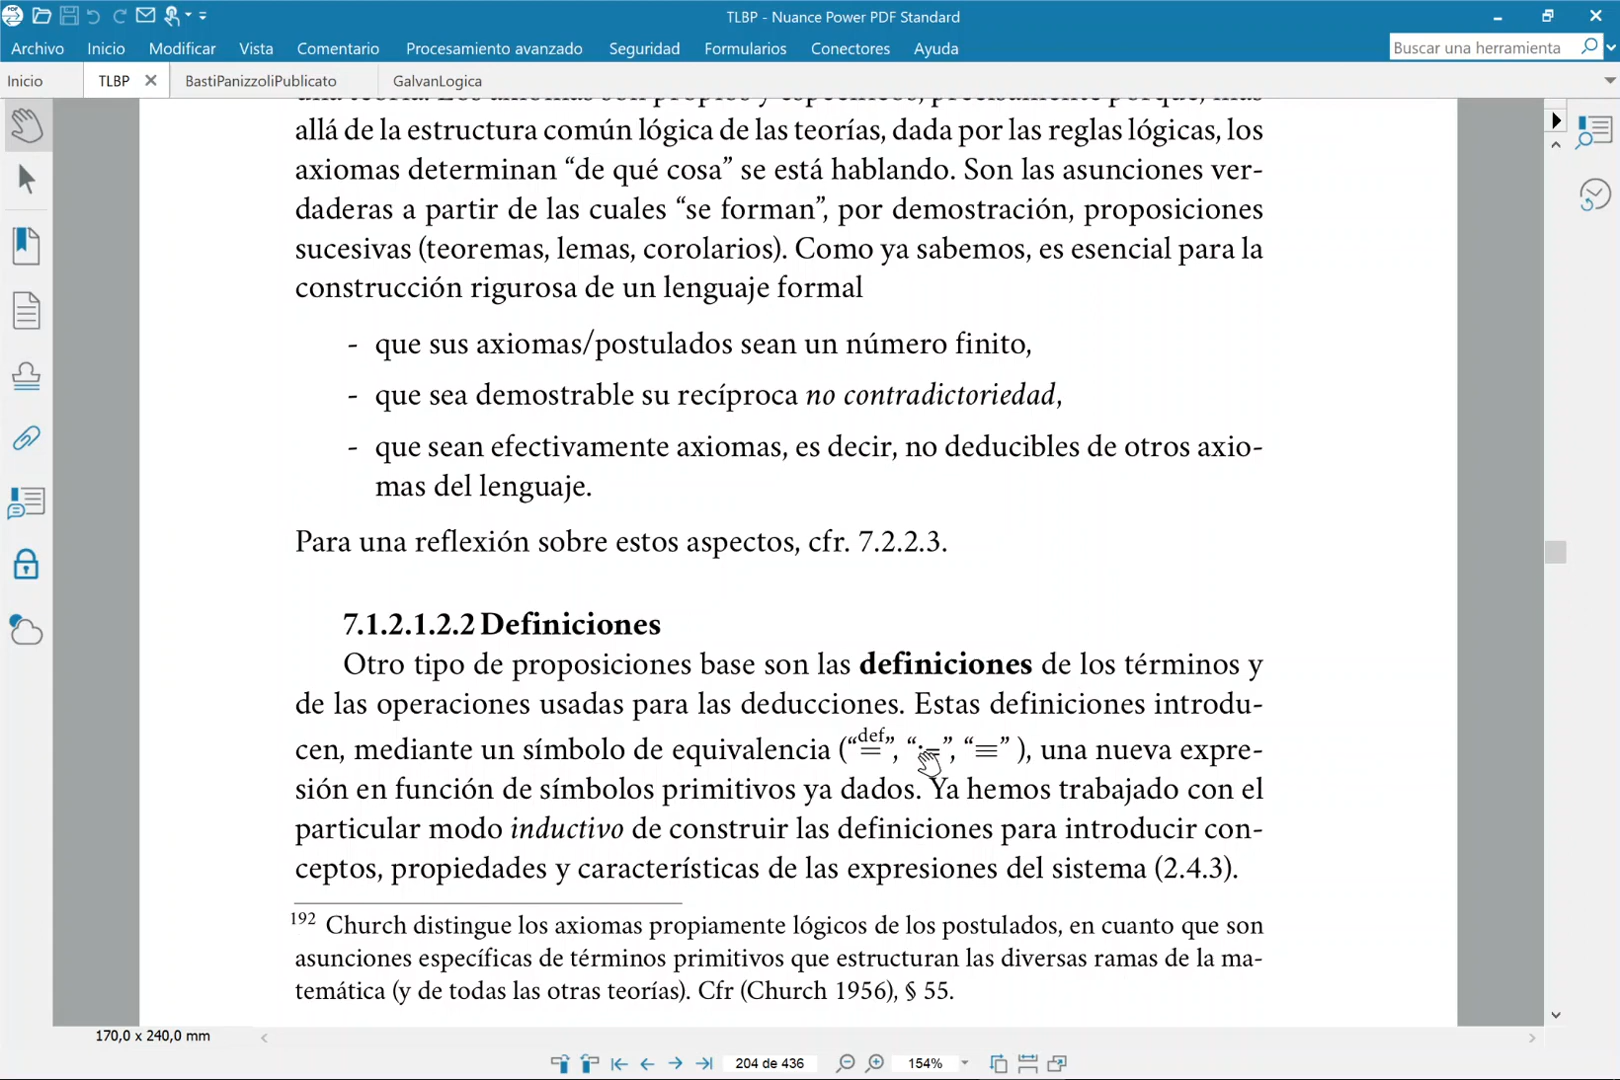 TLBP - Nuance Power PDF Standard
Archivo Inicio Modificar Vista Comentario Procesamiento avanzado Seguridad Formularios Conectores Ayuda
Buscar una herramienta
Inicio TLBP BastiPanizzoliPublicato GalvanLogica
allá de la estructura común lógica de las teorías, dada por las reglas lógicas, los
axiomas determinan “de qué cosa” se está hablando. Son las asunciones ver-
daderas a partir de las cuales “se forman”, por demostración, proposiciones
sucesivas (teoremas, lemas, corolarios). Como ya sabemos, es esencial para la
construcción rigurosa de un lenguaje formal
- que sus axiomas/postulados sean un número finito,
- que sea demostrable su recíproca no contradictoriedad,
- que sean efectivamente axiomas, es decir, no deducibles de otros axio-
mas del lenguaje.
Para una reflexión sobre estos aspectos, cfr. 7.2.2.3.
7.1.2.1.2.2 Definiciones
Otro tipo de proposiciones base son las definiciones de los términos y
de las operaciones usadas para las deducciones. Estas definiciones introdu-
cen, mediante un símbolo de equivalencia (“≝”, “:=”, “≡” ), una nueva expre-
sión en función de símbolos primitivos ya dados. Ya hemos trabajado con el
particular modo inductivo de construir las definiciones para introducir con-
ceptos, propiedades y características de las expresiones del sistema (2.4.3).
192 Church distingue los axiomas propiamente lógicos de los postulados, en cuanto que son
asunciones específicas de términos primitivos que estructuran las diversas ramas de la ma-
temática (y de todas las otras teorías). Cfr (Church 1956), § 55.
170,0 x 240,0 mm
204 de 436 154%